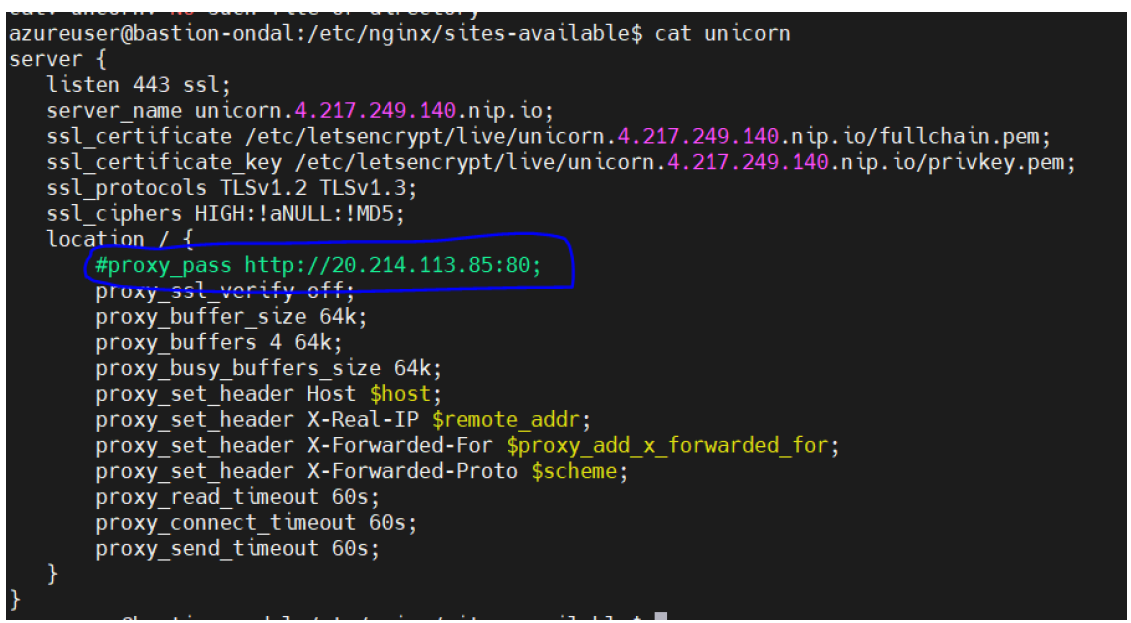 azureuser@bastion-ondal:/etc/nginx/sites-available$ cat unicorn
server {
listen 443 ssl;
server_name unicorn.4.217.249.140.nip.io;
ssl_certificate /etc/letsencrypt/live/unicorn.4.217.249.140.nip.io/fullchain.pem;
ssl_certificate_key /etc/letsencrypt/live/unicorn.4.217.249.140.nip.io/privkey.pem;
ssl_protocols TLSv1.2 TLSv1.3;
ssl_ciphers HIGH:!aNULL:!MD5;
location / {
#proxy_pass http://20.214.113.85:80;
proxy_ssl_verify off;
proxy_buffer_size 64k;
proxy_buffers 4 64k;
proxy_busy_buffers_size 64k;
proxy_set_header Host $host;
proxy_set_header X-Real-IP $remote_addr;
proxy_set_header X-Forwarded-For $proxy_add_x_forwarded_for;
proxy_set_header X-Forwarded-Proto $scheme;
proxy_read_timeout 60s;
proxy_connect_timeout 60s;
proxy_send_timeout 60s;
}
}